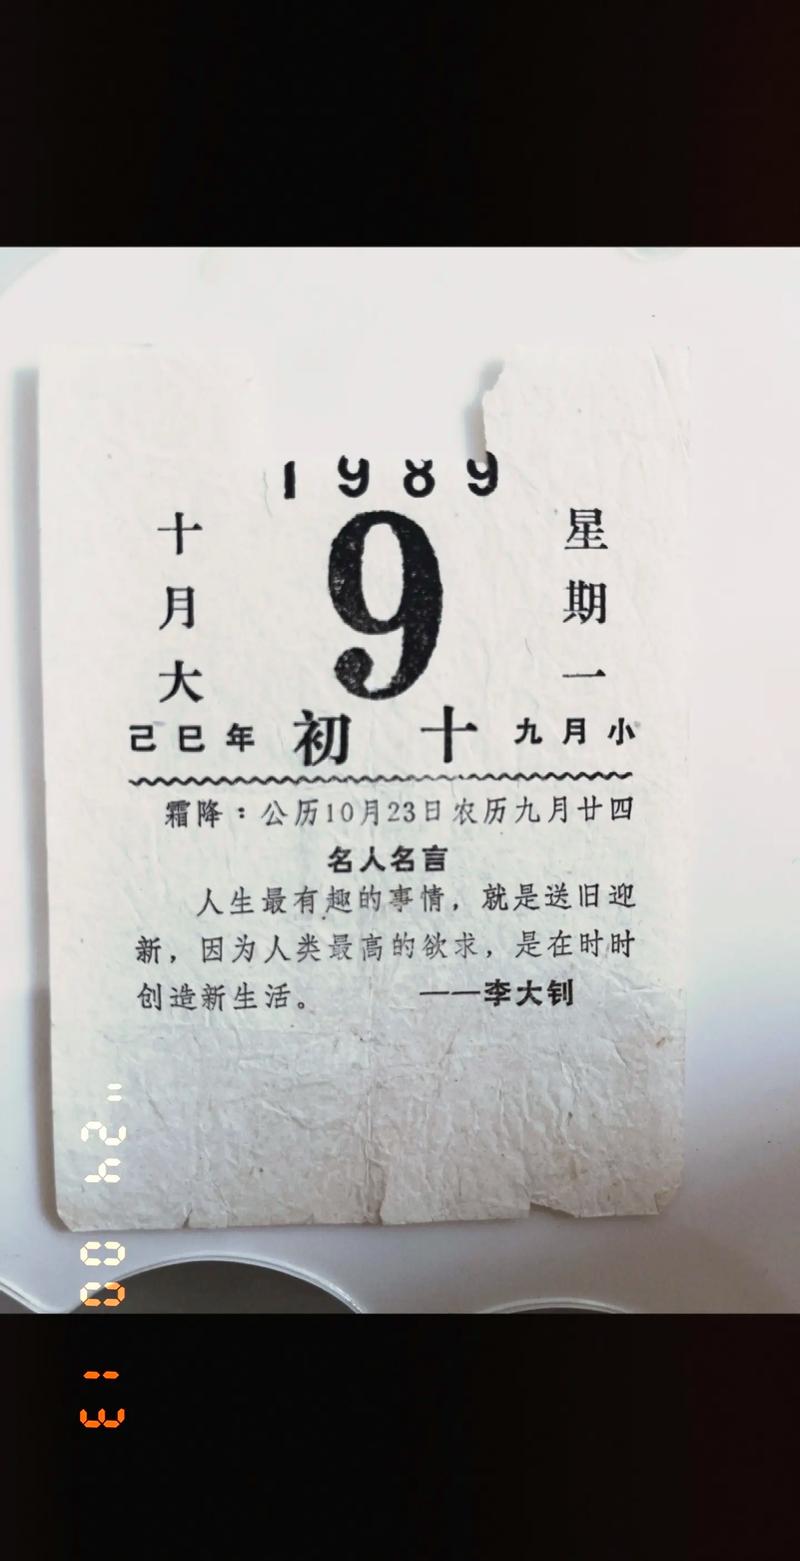 1989
十月大
9
星期一
己巳年 初十 九月小
霜降：公历10月23日农历九月廿四
名人名言
人生最有趣的事情，就是送旧迎
新，因为人类最高的欲求，是在时时
创造新生活。 ——李大钊